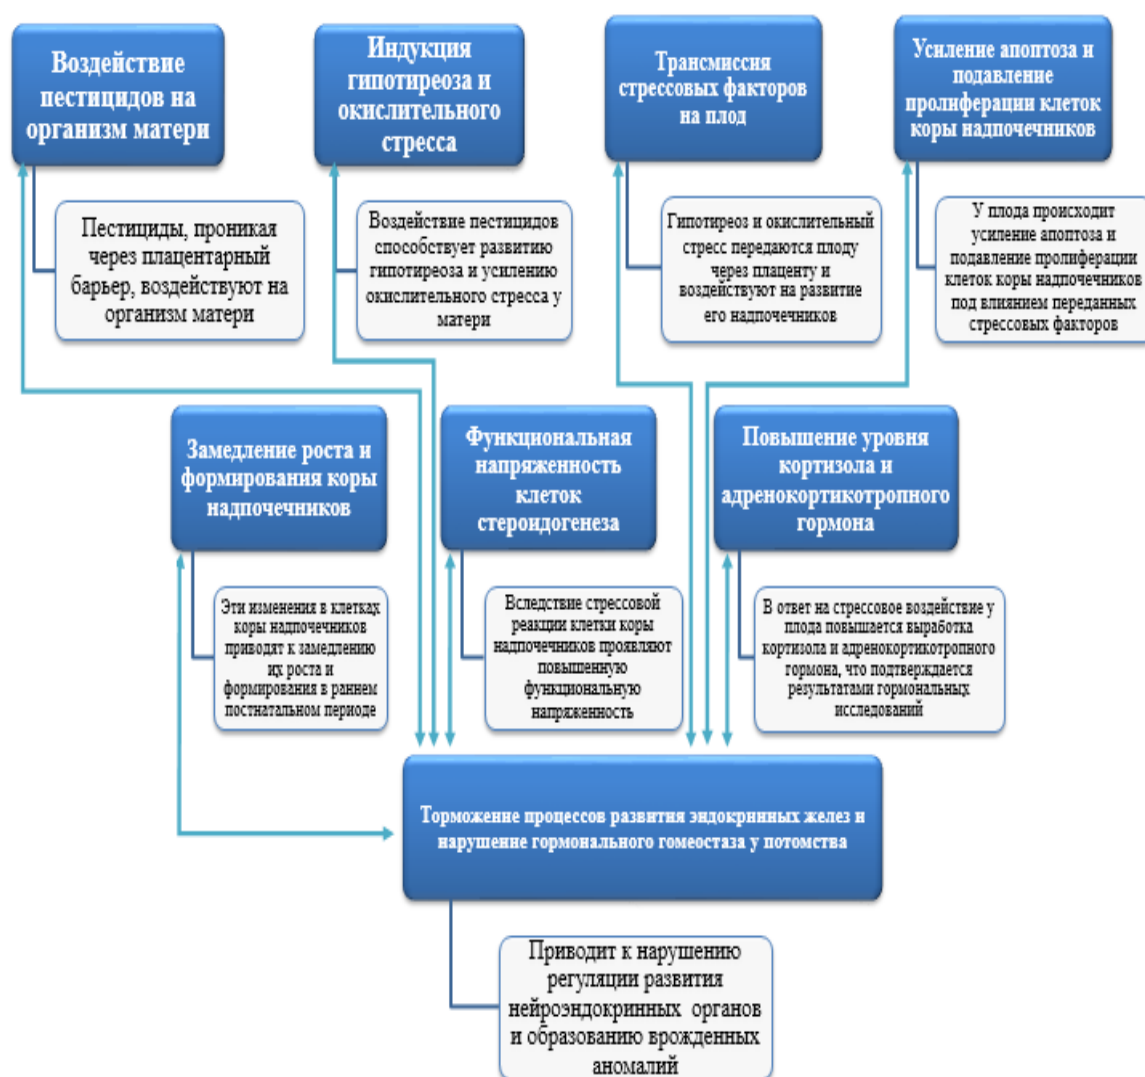 Воздействие
пестицидов на
организм матери
Индукция
гипотиреоза и
окислительного
стресса
Трансмиссия
стрессовых факторов
на плод
Усиление апоптоза и
подавление
пролиферации клеток
коры надпочечников
Пестициды, проникая
через плацентарный
барьер, воздействуют на
организм матери
Воздействие пестицидов
способствует развитию
гипотиреоза и усилению
окислительного стресса у
матери
Гипотиреоз и окислительный
стресс передаются плоду
через плаценту и
воздействуют на развитие
его надпочечников
У плода происходит
усиление апоптоза и
подавление пролиферации
клеток коры надпочечников
под влиянием переданных
стрессовых факторов
Замедление роста и
формирования коры
надпочечников
Функциональная
напряженность
клеток
стероидогенеза
Повышение уровня
кортизола и
адренокортикотропного
гормона
Эти изменения в клетках
коры надпочечников
приводят к замедлению
их роста и
формирования в раннем
постнатальном периоде
Вследствие стрессовой
реакции клетки коры
надпочечников проявляют
повышенную
функциональную
напряженность
В ответ на стрессовое воздействие у
плода повышается выработка
кортизола и адренокортикотропного
гормона, что подтверждается
результатами гормональных
исследований
Торможение процессов развития эндокринных желез и
нарушение гормонального гомеостаза у потомства
Приводит к нарушению
регуляции развития
нейроэндокринных органов
и образованию врожденных
аномалий